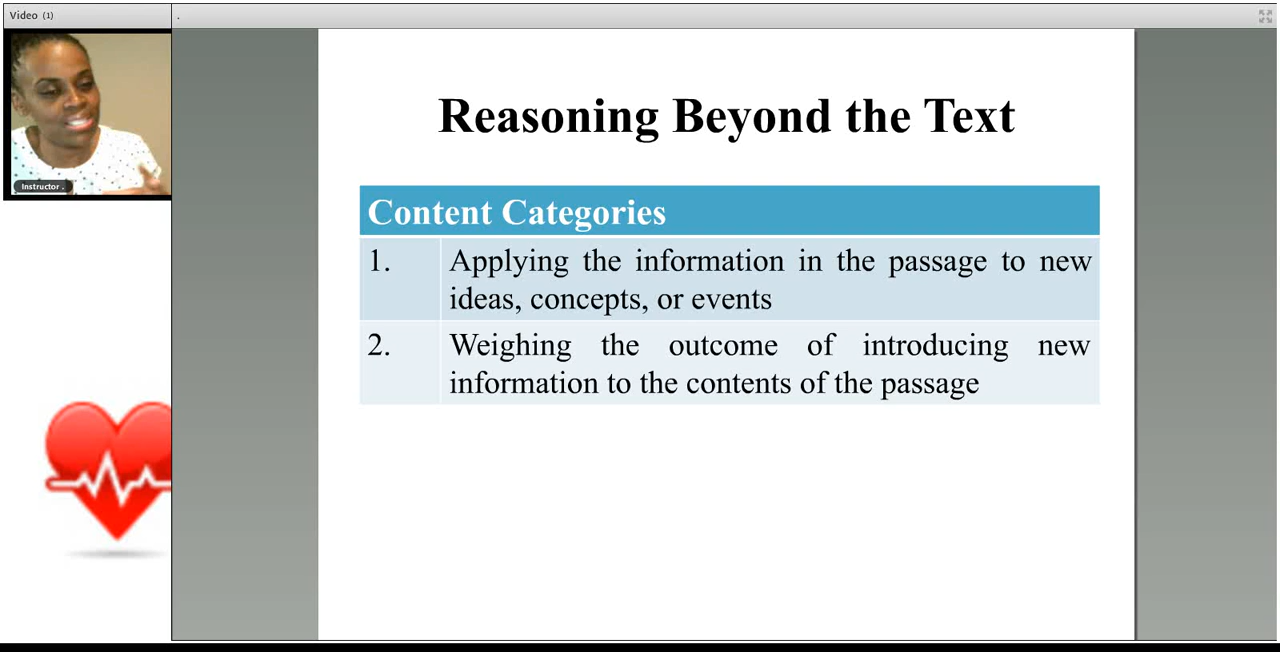 Video (1)
.
Instructor .
Reasoning Beyond the Text
Content Categories
1. Applying the information in the passage to new
ideas, concepts, or events
2. Weighing the outcome of introducing new
information to the contents of the passage